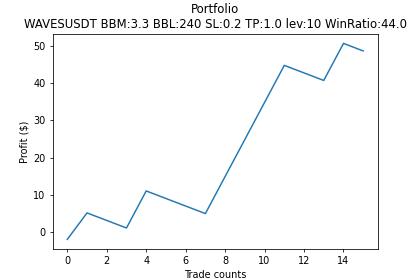 Portfolio
WAVESUSDT BBM:3.3 BBL:240 SL:0.2 TP:1.0 lev:10 WinRatio:44.0
50
40
30
20
10
0
Profit ($)
0 2 4 6 8 10 12 14
Trade counts